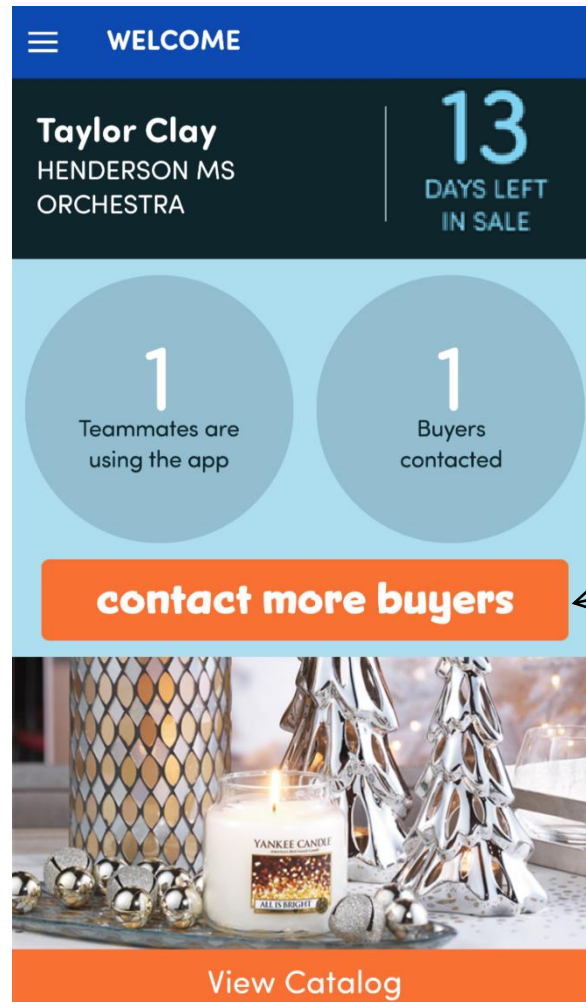 WELCOME
Taylor Clay
HENDERSON MS
ORCHESTRA
13
DAYS LEFT
IN SALE
1
Teammates are
using the app
1
Buyers
contacted
contact more buyers
YANKEE CANDLE
ALL IS BRIGHT
View Catalog